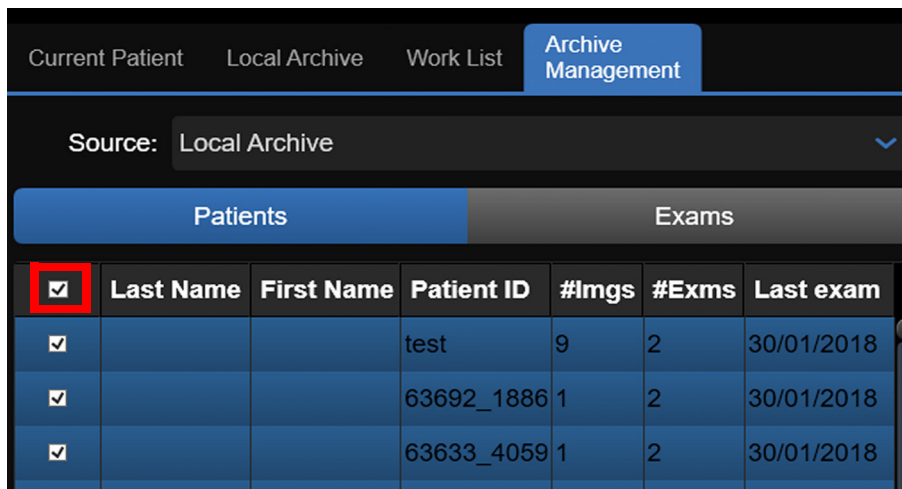 Current Patient Local Archive Work List Archive Management
Source: Local Archive
Patients Exams
Last Name First Name Patient ID #Imgs #Exms Last exam
test 9 2 30/01/2018
63692_1886 1 2 30/01/2018
63633_4059 1 2 30/01/2018